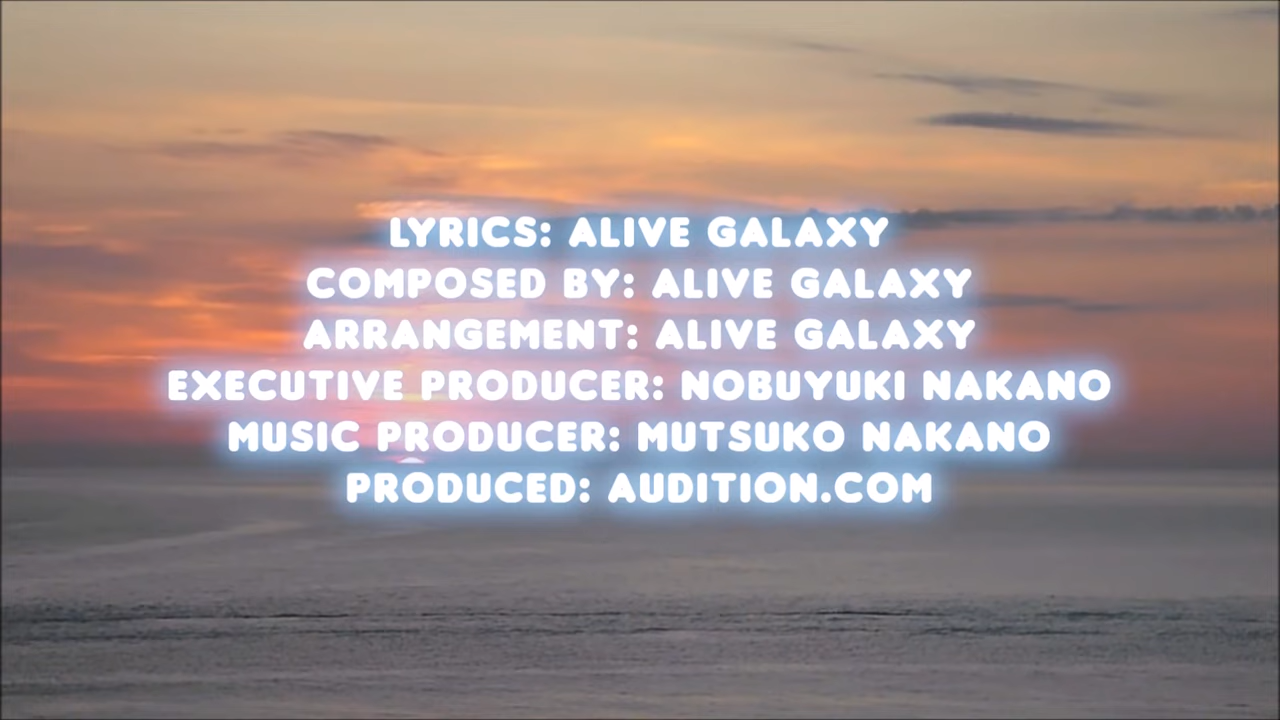 LYRICS: ALIVE GALAXY
COMPOSED BY: ALIVE GALAXY
ARRANGEMENT: ALIVE GALAXY
EXECUTIVE PRODUCER: NOBUYUKI NAKANO
MUSIC PRODUCER: MUTSUKO NAKANO
PRODUCED: AUDITION.COM